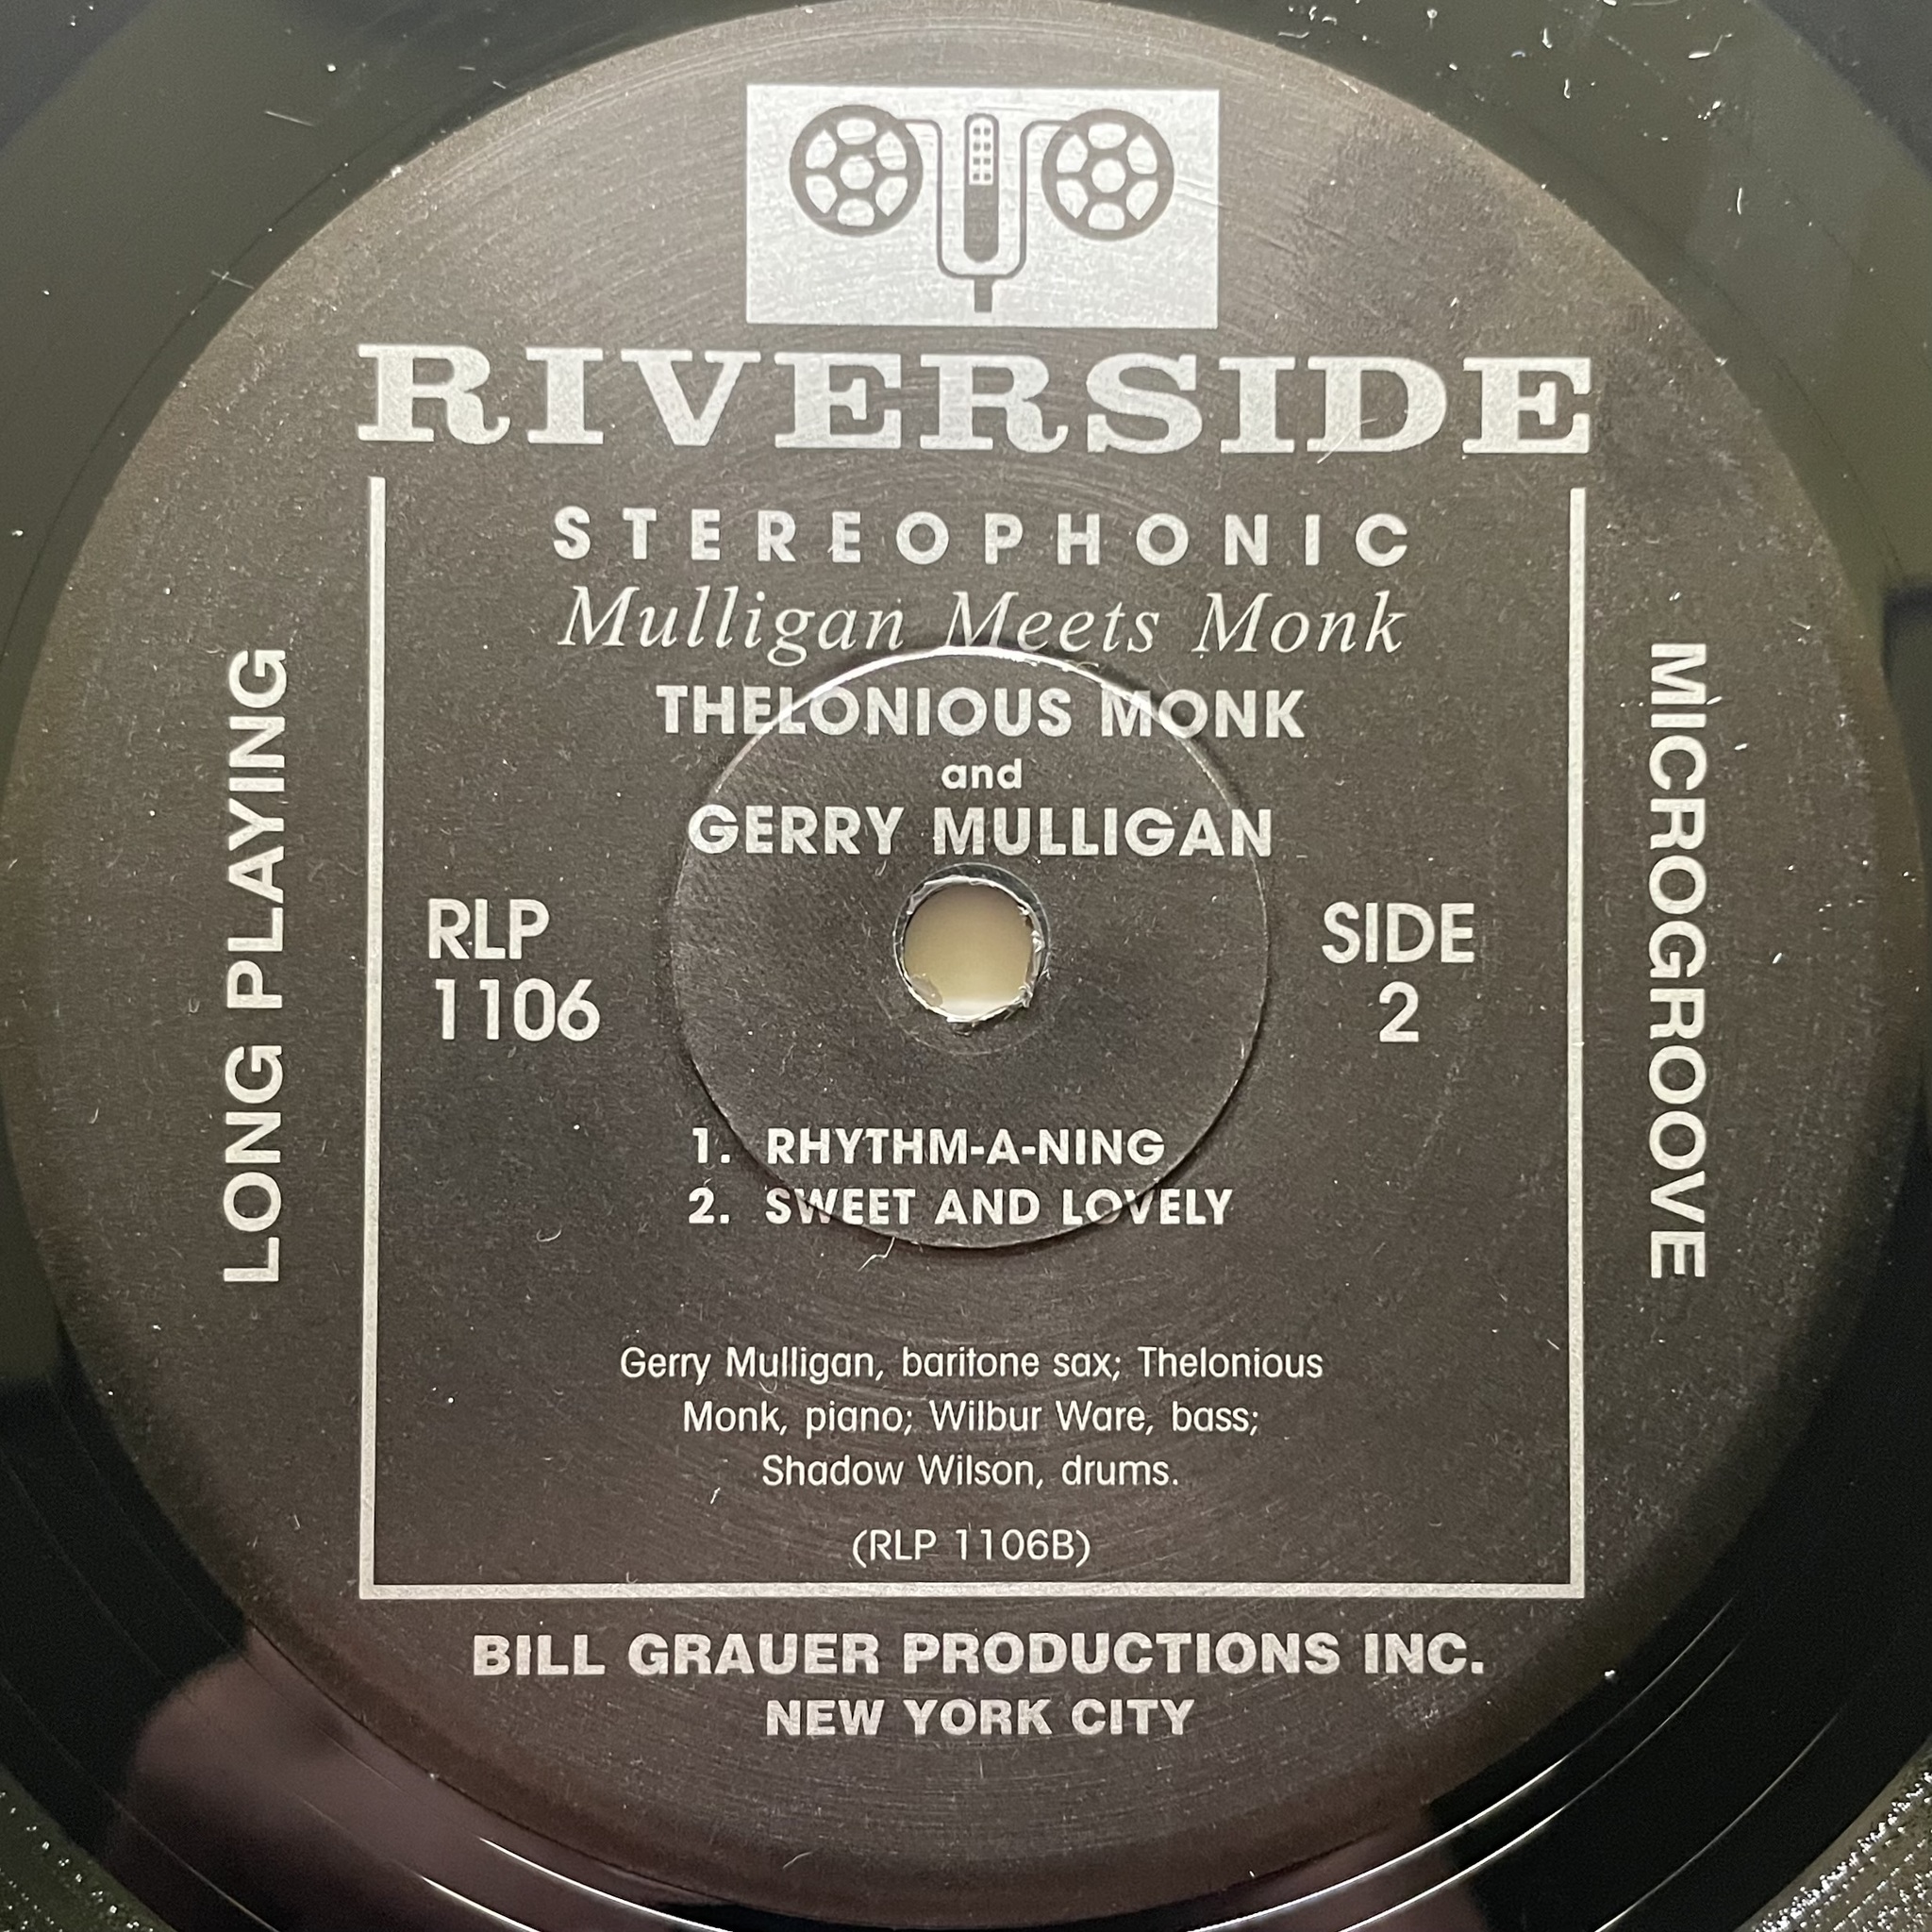 RIVERSIDE
STEREOPHONIC
Mulligan Meets Monk
THELONIOUS MONK
and
GERRY MULLIGAN
LONG PLAYING
RLP
1106
SIDE
2
MICROGROOVE
1. RHYTHM-A-NING
2. SWEET AND LOVELY
Gerry Mulligan, baritone sax; Thelonious
Monk, piano; Wilbur Ware, bass;
Shadow Wilson, drums.
(RLP 1106B)
BILL GRAUER PRODUCTIONS INC.
NEW YORK CITY